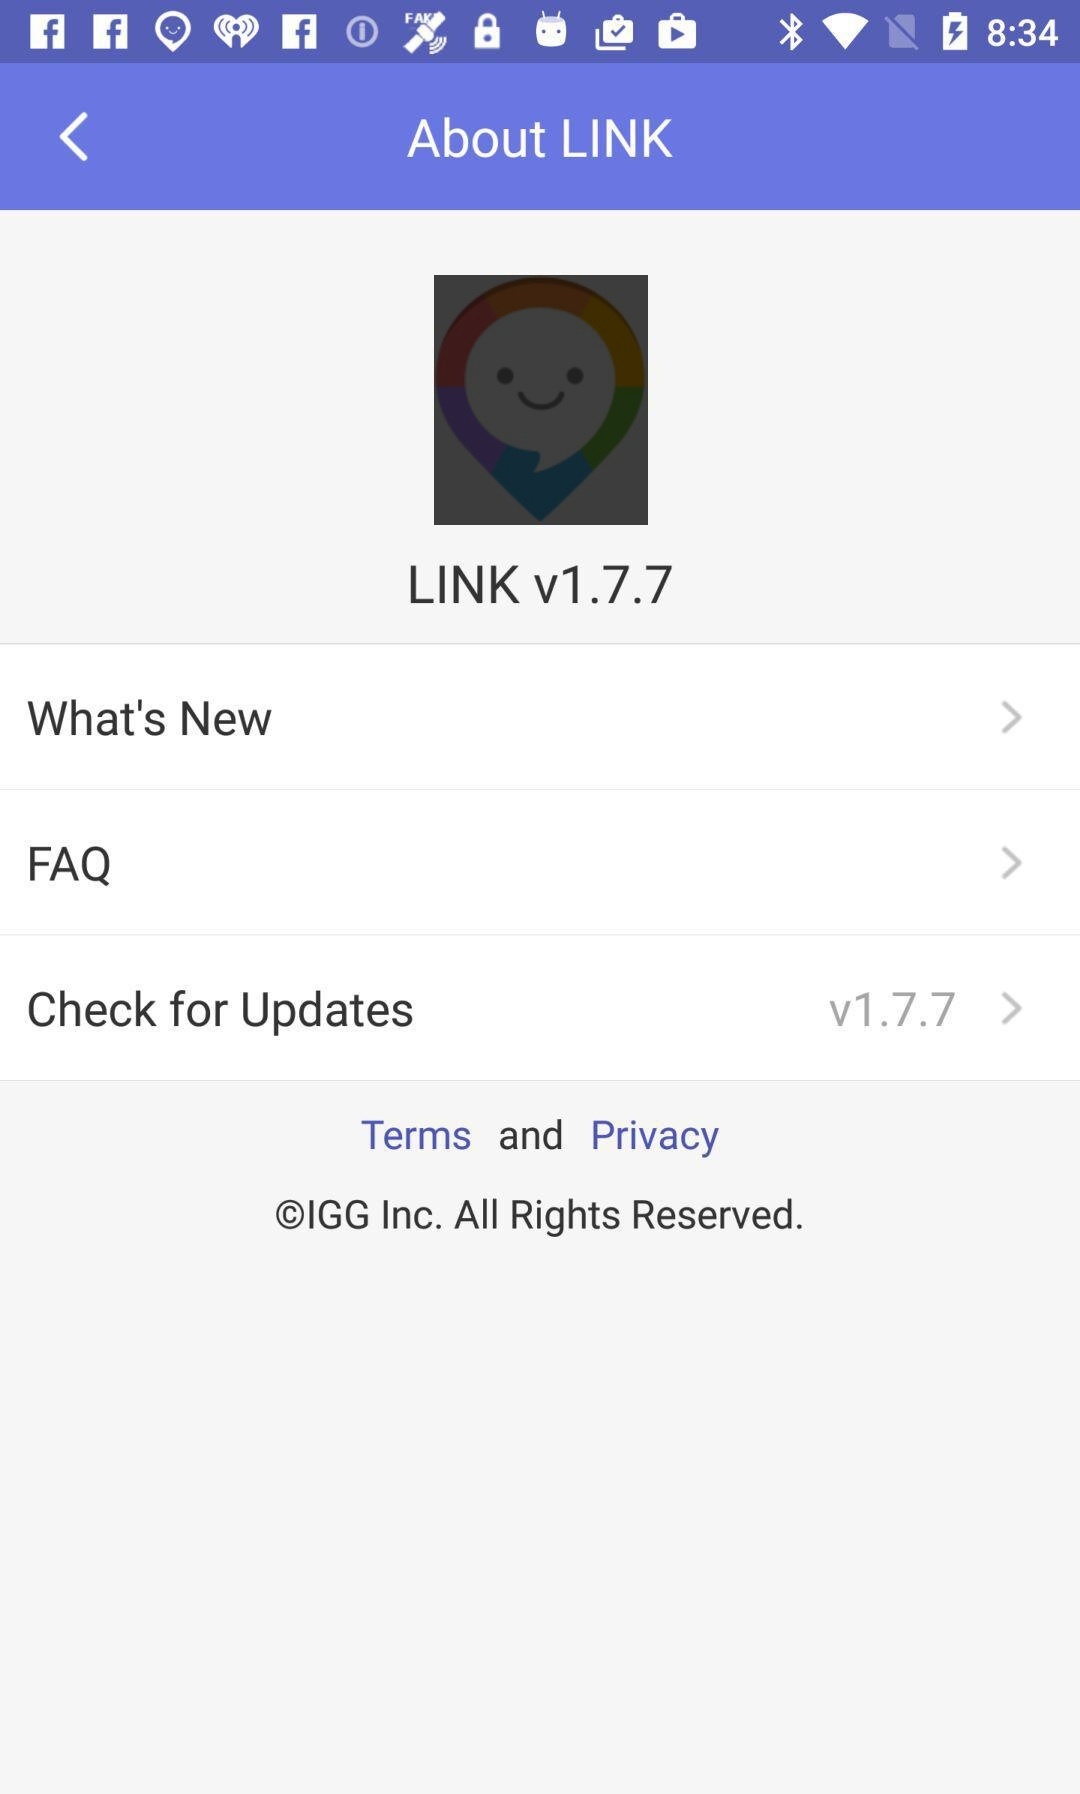 FAKE 8:34
About LINK
LINK v1.7.7
What's New
FAQ
Check for Updates v1.7.7
Terms and Privacy
©IGG Inc. All Rights Reserved.